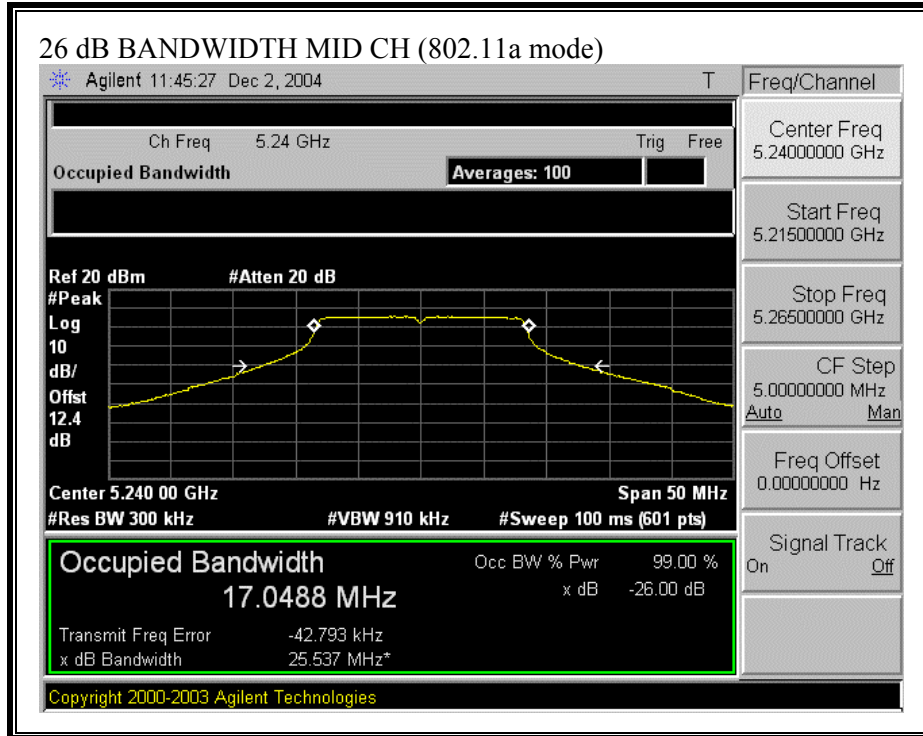 26 dB BANDWIDTH MID CH (802.11a mode)
Agilent 11:45:27 Dec 2, 2004 T
Freq/Channel
Ch Freq 5.24 GHz Trig Free
Occupied Bandwidth Averages: 100
Center Freq
5.24000000 GHz
Start Freq
5.21500000 GHz
Stop Freq
5.26500000 GHz
CF Step
5.00000000 MHz
Auto Man
Freq Offset
0.00000000 Hz
Signal Track
On Off
Ref 20 dBm #Atten 20 dB
#Peak
Log
10
dB/
Offst
12.4
dB
Center 5.240 00 GHz Span 50 MHz
#Res BW 300 kHz #VBW 910 kHz #Sweep 100 ms (601 pts)
Occupied Bandwidth Occ BW % Pwr 99.00 %
17.0488 MHz x dB -26.00 dB
Transmit Freq Error -42.793 kHz
x dB Bandwidth 25.537 MHz*
Copyright 2000-2003 Agilent Technologies